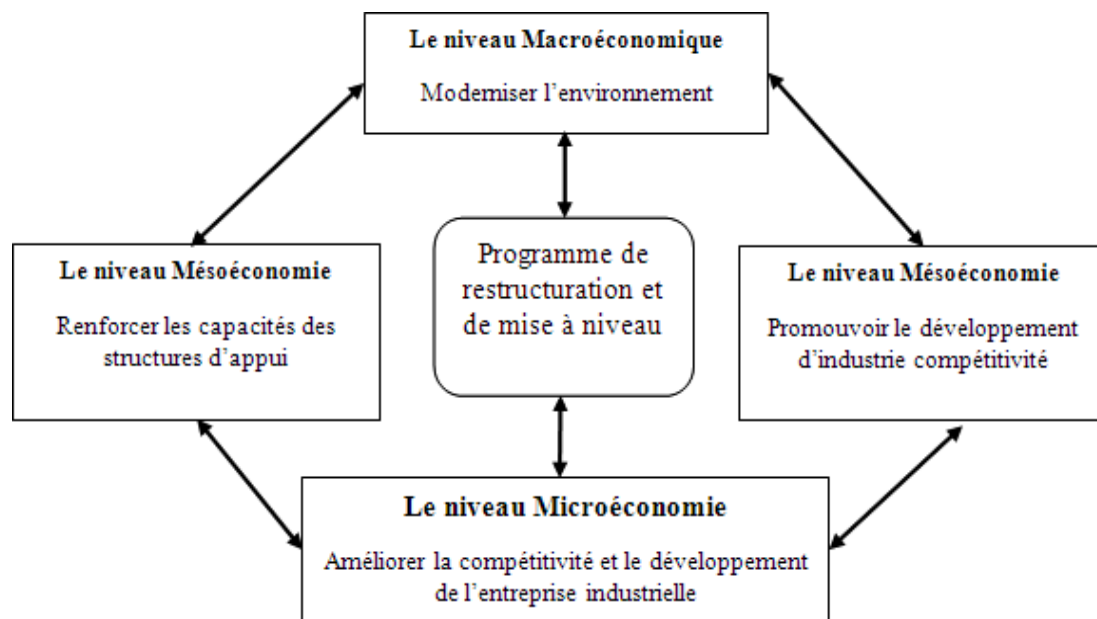 Le niveau Macroéconomique
Moderniser l'environnement
Le niveau Mésoéconomie
Renforcer les capacités des
structures d'appui
Programme de
restructuration et
de mise à niveau
Le niveau Mésoéconomie
Promouvoir le développement
d'industrie compétitivité
Le niveau Microéconomie
Améliorer la compétitivité et le développement
de l'entreprise industrielle